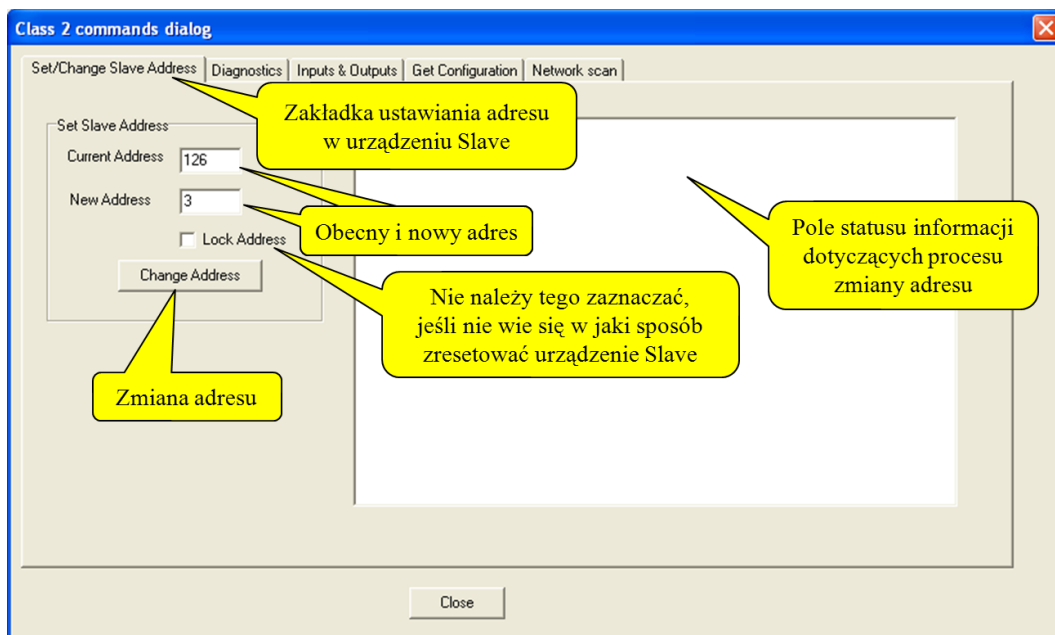 Class 2 commands dialog
Set/Change Slave Address
Diagnostics
Inputs & Outputs
Get Configuration
Network scan
Zakładka ustawiania adresu
w urządzeniu Slave
Set Slave Address
Current Address
126
New Address
3
Lock Address
Change Address
Obecny i nowy adres
Pole statusu informacji
dotyczących procesu
zmiany adresu
Nie należy tego zaznaczać,
jeśli nie wie się w jaki sposób
zresetować urządzenie Slave
Zmiana adresu
Close